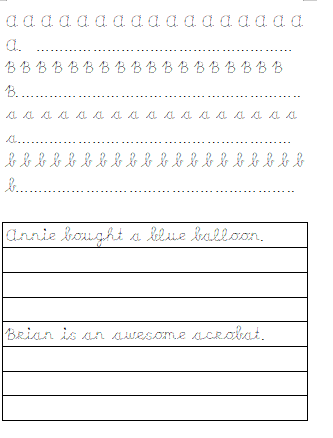 a a a a a a a a a a a a a a a a
a. ......................................................
B B B B B B B B B B B B B B B B B B
B...........................................................
a a a a a a a a a a a a a a a a
a..........................................................
b b b b b b b b b b b b b b b b b b b b
b...........................................................
Annie bought a blue balloon.
Brian is an awesome acrobat.